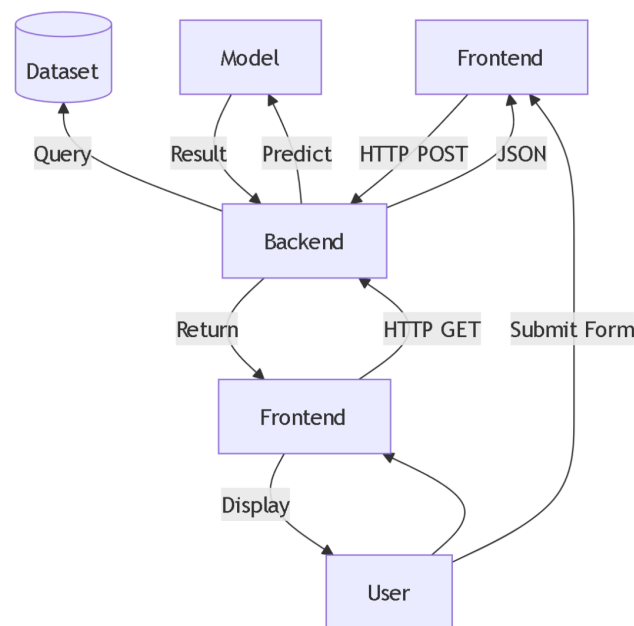 Dataset
Model
Frontend
Query
Result
Predict
HTTP POST
JSON
Backend
Return
HTTP GET
Submit Form
Frontend
Display
User